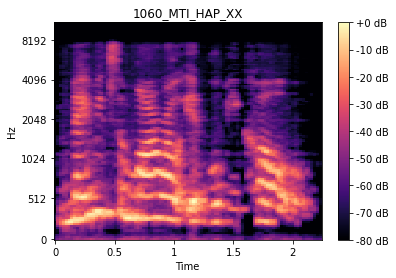 1060_MTI_HAP_XX
Hz
8192
4096
2048
1024
512
0
0
0.5
1
1.5
2
Time
+0 dB
-10 dB
-20 dB
-30 dB
-40 dB
-50 dB
-60 dB
-70 dB
-80 dB